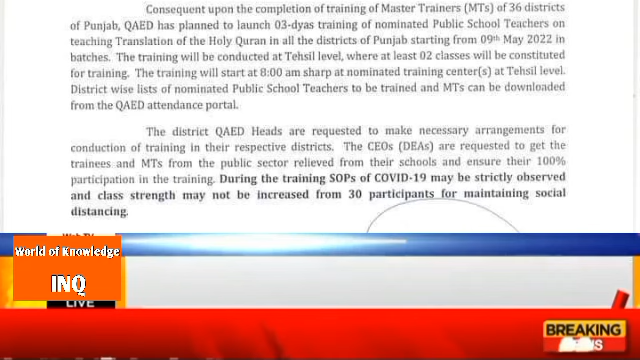 Consequent upon the completion of training of Master Trainers (MTs) of 36 districts
of Punjab, QAED has planned to launch 03-dyas training of nominated Public School Teachers on
teaching Translation of the Holy Quran in all the districts of Punjab starting from 09th May 2022 in
batches. The training will be conducted at Tehsil level, where at least 02 classes will be constituted
for training. The training will start at 8:00 am sharp at nominated training center(s) at Tehsil level.
District wise lists of nominated Public School Teachers to be trained and MTs can be downloaded
from the QAED attendance portal.
The district QAED Heads are requested to make necessary arrangements for
conduction of training in their respective districts. The CEOs (DEAs) are requested to get the
trainees and MTs from the public sector relieved from their schools and ensure their 100%
participation in the training. During the training SOPs of COVID-19 may be strictly observed
and class strength may not be increased from 30 participants for maintaining social
distancing.
World of Knowledge
INQ
LIVE
BREAKING